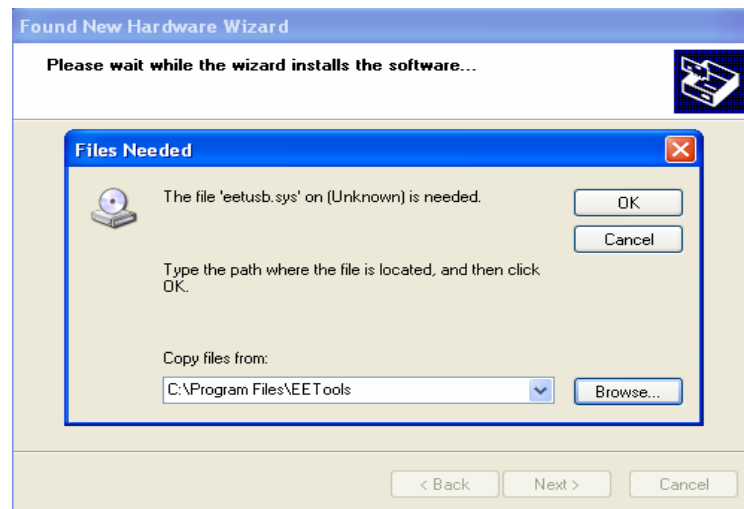 Found New Hardware Wizard
Please wait while the wizard installs the software...
Files Needed
The file 'eetusb.sys' on (Unknown) is needed.
OK
Cancel
Type the path where the file is located, and then click
OK.
Copy files from:
C:\Program Files\EETools
Browse...
< Back
Next >
Cancel